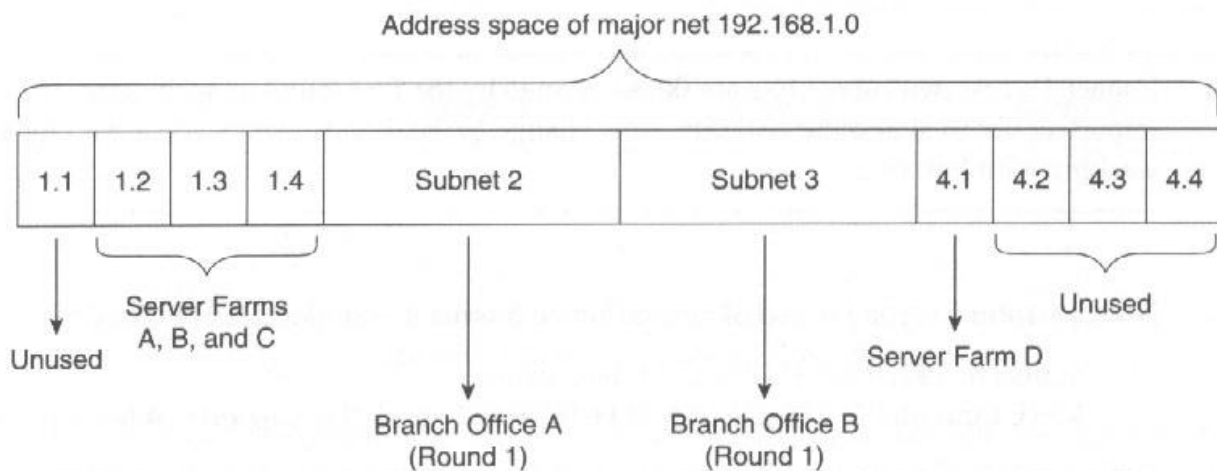 Address space of major net 192.168.1.0
1.1 1.2 1.3 1.4 Subnet 2 Subnet 3 4.1 4.2 4.3 4.4
Unused
Server Farms
A, B, and C
Branch Office A
(Round 1)
Branch Office B
(Round 1)
Server Farm D
Unused